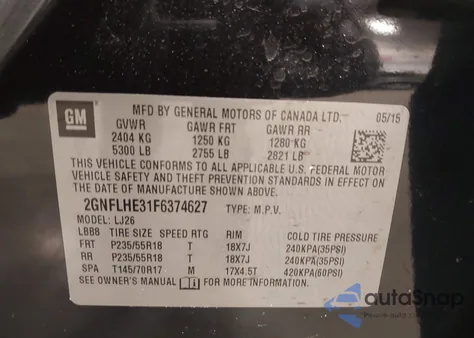 GM
MFD BY GENERAL MOTORS OF CANADA LTD. 05/15
GVWR GAWR FRT GAWR RR
2404 KG 1250 KG 1280 KG
5300 LB 2755 LB 2821 LB
THIS VEHICLE CONFORMS TO ALL APPLICABLE U.S. FEDERAL MOTOR
VEHICLE SAFETY AND THEFT PREVENTION STANDARDS IN EFFECT ON
THE DATE OF MANUFACTURE SHOWN ABOVE.
2GNFLHE31F6374627 TYPE: M.P.V.
MODEL: LJ26
LBB8 TIRE SIZE SPEED RTG RIM COLD TIRE PRESSURE
FRT P235/55R18 T 18X7J 240KPA(35PSI)
RR P235/55R18 T 18X7J 240KPA(35PSI)
SPA T145/70R17 M 17X4.5T 420KPA(60PSI)
SEE OWNER'S MANUAL FOR MORE INFORMATION.
autoSnap